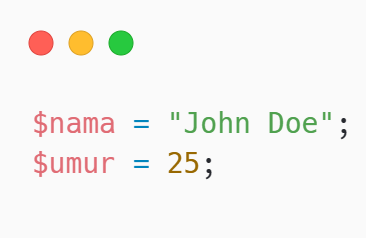 $nama = "John Doe";
$umur = 25;